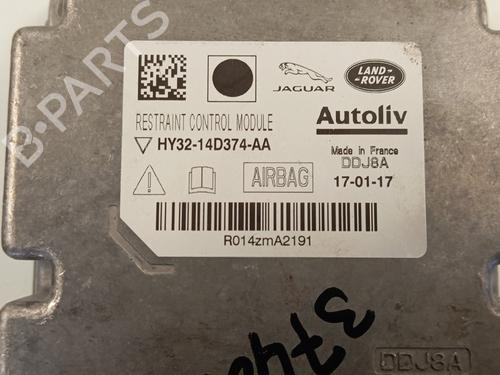 B-PARTS
JAGUAR
LAND-
ROVER
RESTRAINT CONTROL MODULE
Autoliv
HY32-14D374-AA
Made in France
DDJ8A
AIRBAG
17-01-17
R014zmA2191
DDJ8A